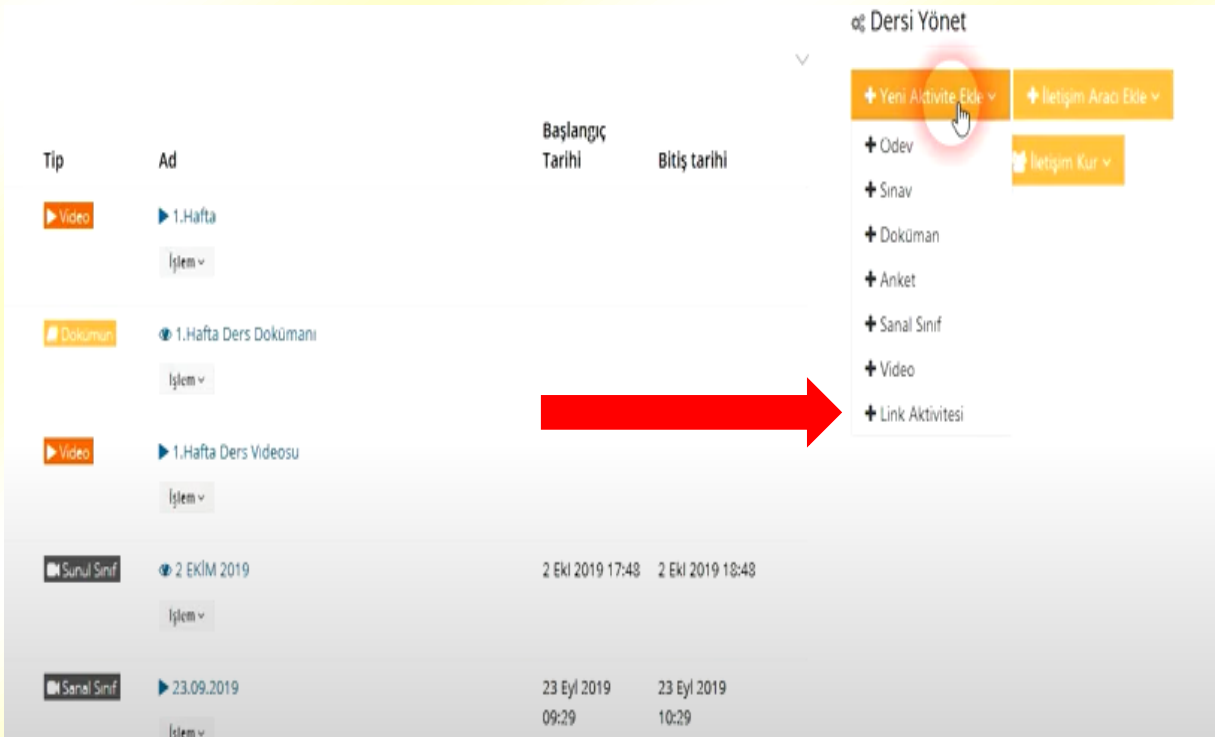 Dersi Yönet
Yeni Aktivite Ekle
İletişim Aracı Ekle
Ödev
İletişim Kur
Sınav
Doküman
Anket
Sanal Sınıf
Video
Link Aktivitesi
Tip Ad Başlangıç Tarihi Bitiş tarihi
Video 1.Hafta
İşlem
Doküman 1.Hafta Ders Dokümanı
İşlem
Video 1.Hafta Ders Videosu
İşlem
Sanal Sınıf 2 EKİM 2019 2 Eki 2019 17:48 2 Eki 2019 18:48
İşlem
Sanal Sınıf 23.09.2019 23 Eyl 2019 23 Eyl 2019
09:29 10:29
İşlem